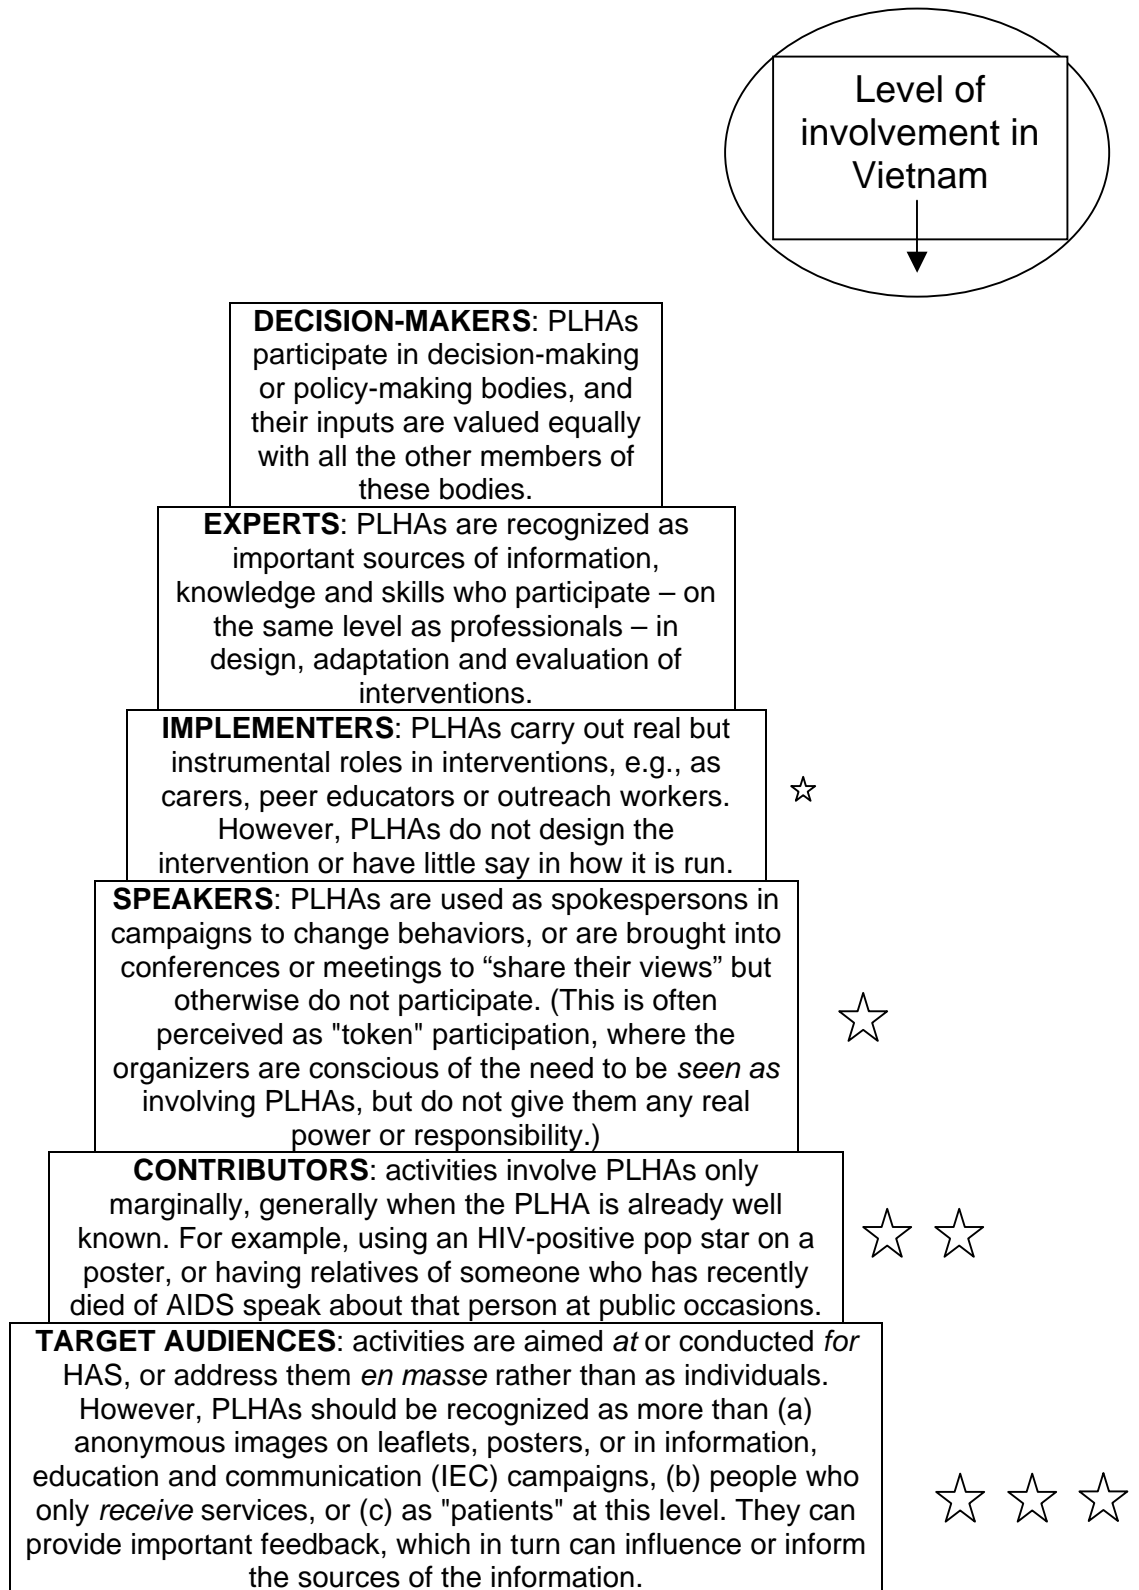 Level of
involvement in
Vietnam
DECISION-MAKERS: PLHAs
participate in decision-making
or policy-making bodies, and
their inputs are valued equally
with all the other members of
these bodies.
EXPERTS: PLHAs are recognized as
important sources of information,
knowledge and skills who participate – on
the same level as professionals – in
design, adaptation and evaluation of
interventions.
IMPLEMENTERS: PLHAs carry out real but
instrumental roles in interventions, e.g., as
carers, peer educators or outreach workers.
However, PLHAs do not design the
intervention or have little say in how it is run.
SPEAKERS: PLHAs are used as spokespersons in
campaigns to change behaviors, or are brought into
conferences or meetings to “share their views” but
otherwise do not participate. (This is often
perceived as "token" participation, where the
organizers are conscious of the need to be seen as
involving PLHAs, but do not give them any real
power or responsibility.)
CONTRIBUTORS: activities involve PLHAs only
marginally, generally when the PLHA is already well
known. For example, using an HIV-positive pop star on a
poster, or having relatives of someone who has recently
died of AIDS speak about that person at public occasions.
TARGET AUDIENCES: activities are aimed at or conducted for
HAS, or address them en masse rather than as individuals.
However, PLHAs should be recognized as more than (a)
anonymous images on leaflets, posters, or in information,
education and communication (IEC) campaigns, (b) people who
only receive services, or (c) as "patients" at this level. They can
provide important feedback, which in turn can influence or inform
the sources of the information.